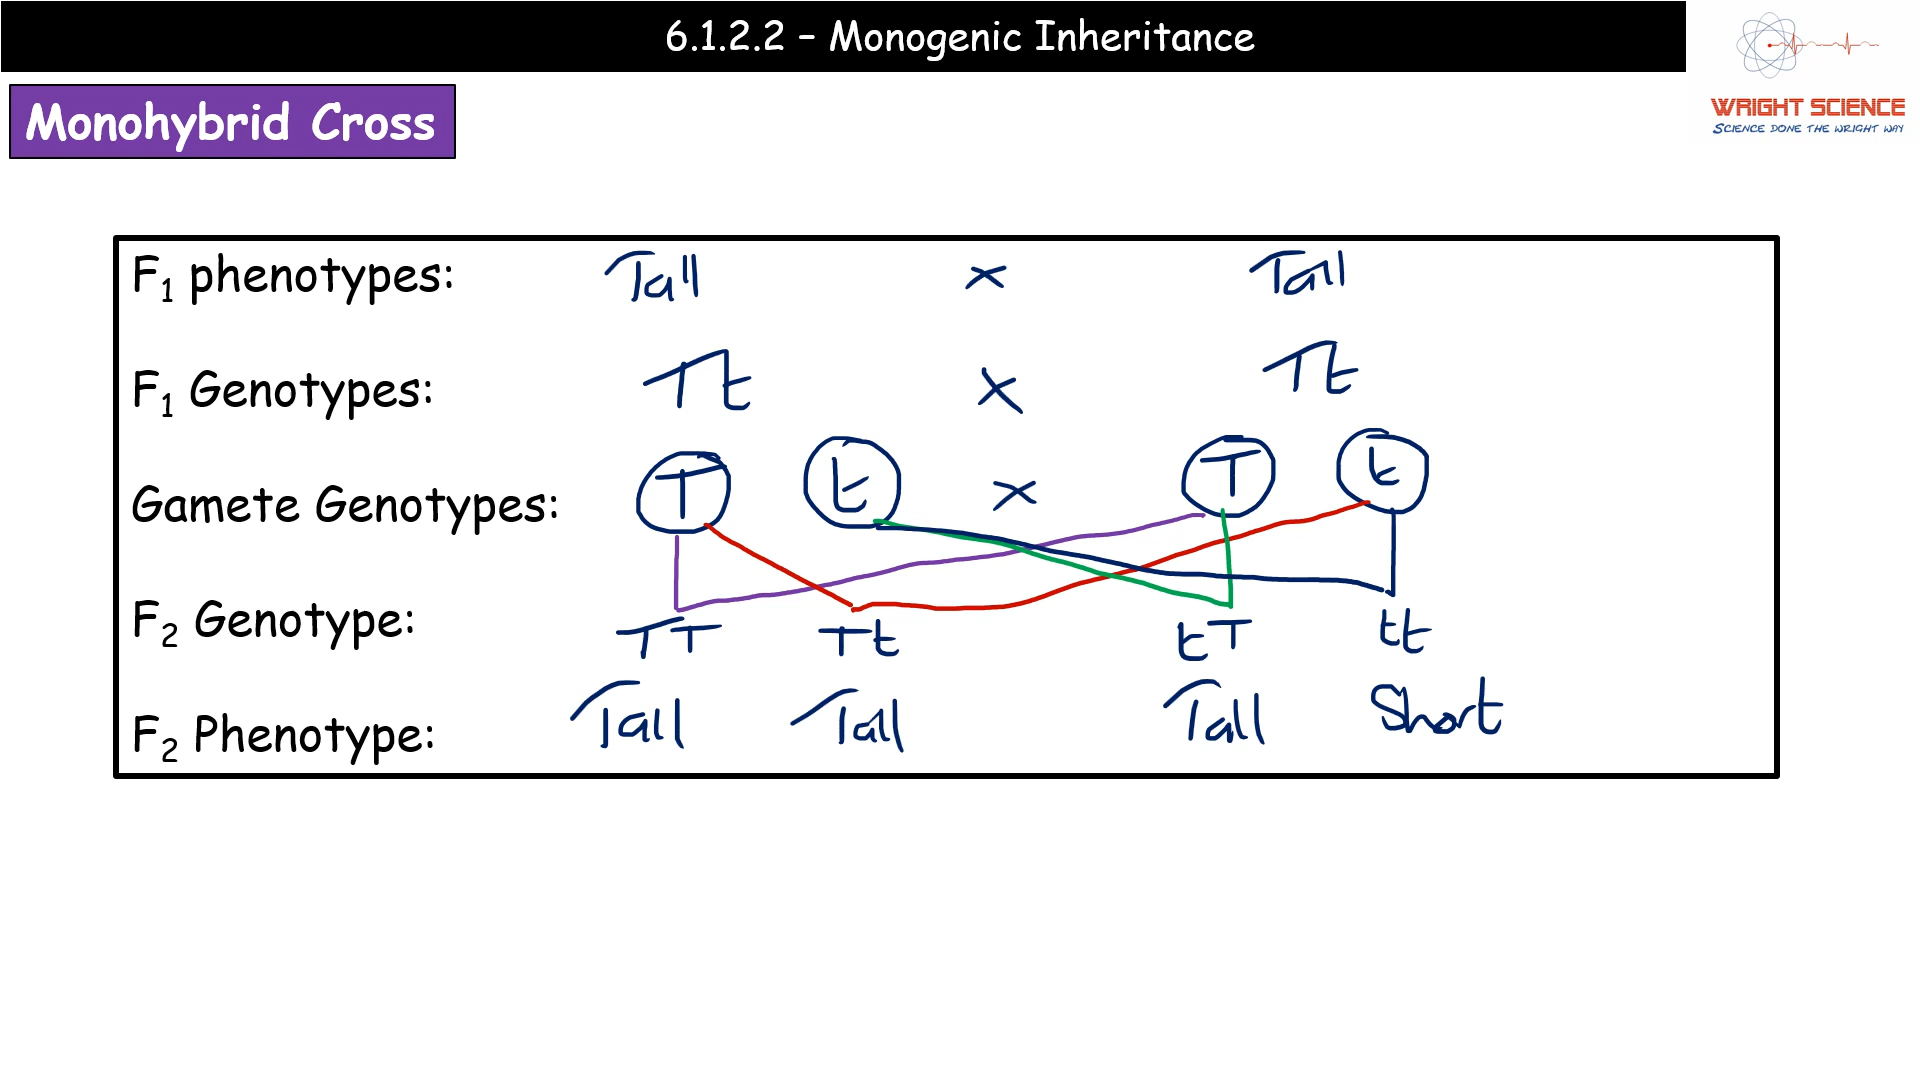 6.1.2.2 – Monogenic Inheritance
WRIGHT SCIENCE
SCIENCE DONE THE WRIGHT WAY
Monohybrid Cross
F₁ phenotypes: Tall x Tall
F₁ Genotypes: Tt x Tt
Gamete Genotypes: T t x T t
F₂ Genotype: TT Tt tT tt
F₂ Phenotype: Tall Tall Tall Short